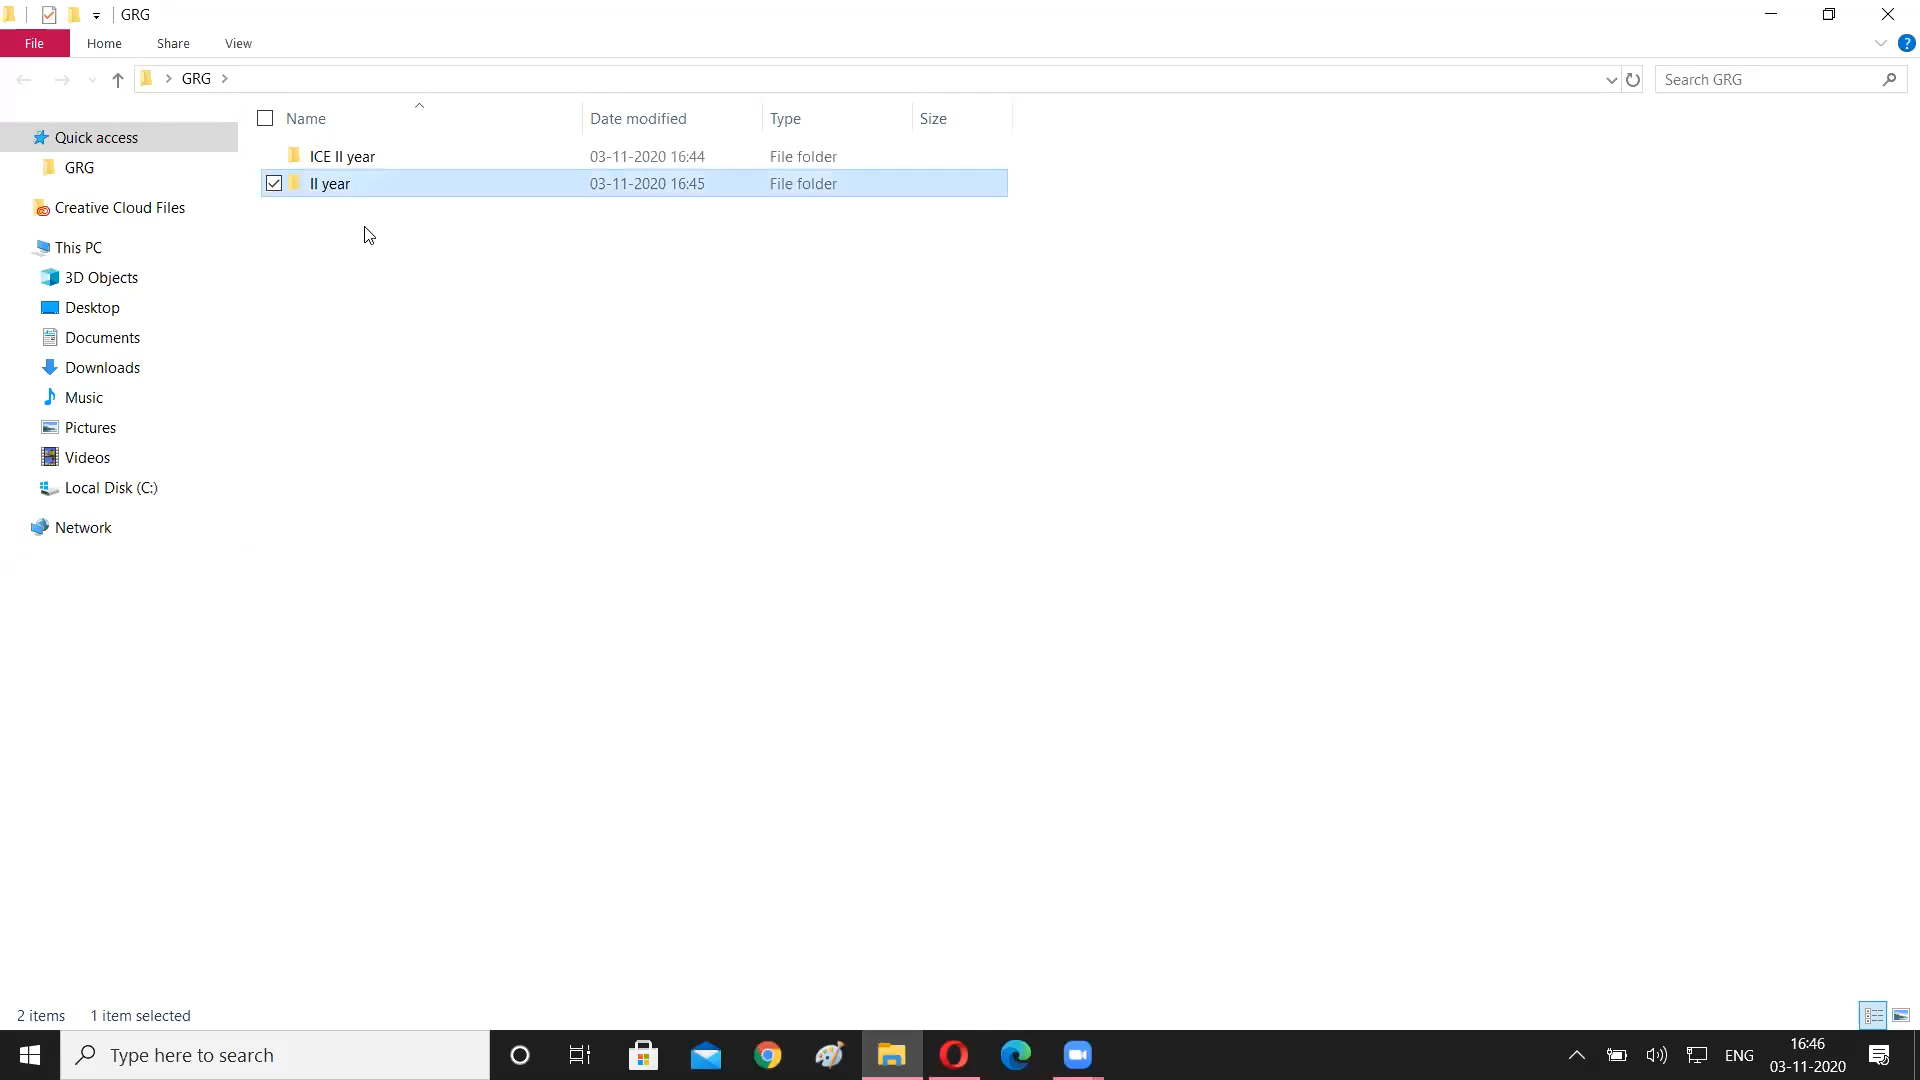 GRG
File Home Share View
GRG
Search GRG
Name Date modified Type Size
Quick access
GRG
Creative Cloud Files
This PC
3D Objects
Desktop
Documents
Downloads
Music
Pictures
Videos
Local Disk (C:)
Network
ICE II year 03-11-2020 16:44 File folder
II year 03-11-2020 16:45 File folder
2 items 1 item selected
Type here to search
ENG
16:46
03-11-2020